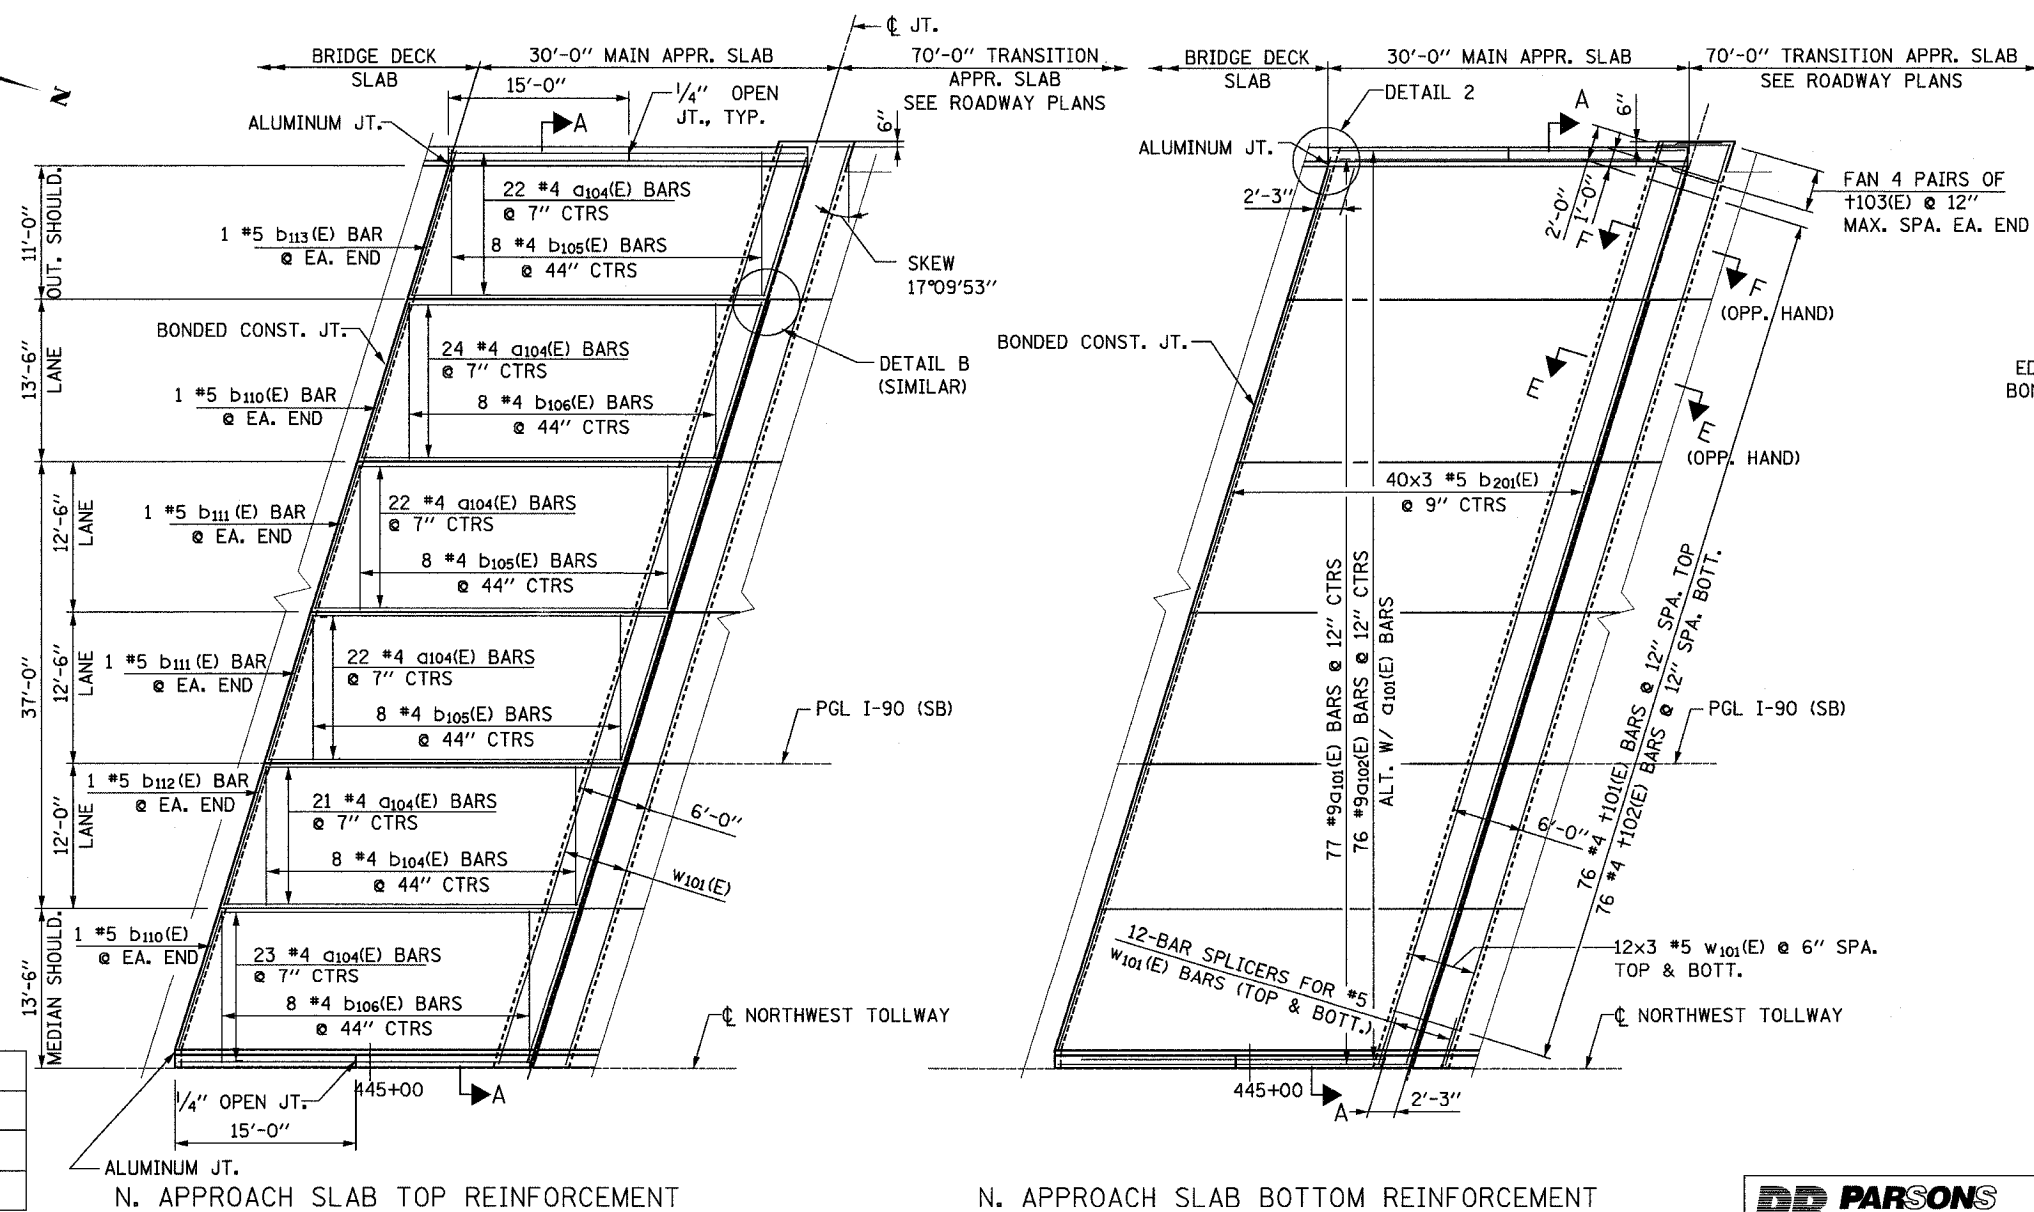 N
BRIDGE DECK
SLAB
30'-0" MAIN APPR. SLAB
℄ JT.
70'-0" TRANSITION
APPR. SLAB
SEE ROADWAY PLANS
15'-0"
1/4" OPEN
JT., TYP.
ALUMINUM JT.
A
6"
11'-0"
OUT. SHOULD.
22 #4 a104(E) BARS
@ 7" CTRS
1 #5 b113(E) BAR
@ EA. END
8 #4 b105(E) BARS
@ 44" CTRS
SKEW
17°09'53"
BONDED CONST. JT.
13'-6"
LANE
24 #4 a104(E) BARS
@ 7" CTRS
DETAIL B
(SIMILAR)
1 #5 b110(E) BAR
@ EA. END
8 #4 b106(E) BARS
@ 44" CTRS
37'-0"
12'-6"
LANE
22 #4 a104(E) BARS
@ 7" CTRS
1 #5 b111(E) BAR
@ EA. END
8 #4 b105(E) BARS
@ 44" CTRS
12'-6"
LANE
22 #4 a104(E) BARS
@ 7" CTRS
1 #5 b111(E) BAR
@ EA. END
8 #4 b105(E) BARS
@ 44" CTRS
PGL I-90 (SB)
12'-0"
LANE
1 #5 b112(E) BAR
@ EA. END
21 #4 a104(E) BARS
@ 7" CTRS
6'-0"
8 #4 b104(E) BARS
@ 44" CTRS
w101(E)
13'-6"
MEDIAN SHOULD.
1 #5 b110(E)
@ EA. END
23 #4 a104(E) BARS
@ 7" CTRS
8 #4 b106(E) BARS
@ 44" CTRS
℄ NORTHWEST TOLLWAY
1/4" OPEN JT.
445+00
A
15'-0"
ALUMINUM JT.
N. APPROACH SLAB TOP REINFORCEMENT
BRIDGE DECK
SLAB
30'-0" MAIN APPR. SLAB
70'-0" TRANSITION APPR. SLAB
SEE ROADWAY PLANS
DETAIL 2
A
6"
ALUMINUM JT.
2'-3"
2'-0"
1'-0"
FAN 4 PAIRS OF
t103(E) @ 12"
MAX. SPA. EA. END
F
F
(OPP. HAND)
BONDED CONST. JT.
E
E
(OPP. HAND)
ED
BON
40x3 #5 b201(E)
@ 9" CTRS
77 #9a101(E) BARS @ 12" CTRS
76 #9a102(E) BARS @ 12" CTRS
ALT. W/ a101(E) BARS
76 #4 t101(E) BARS @ 12" SPA. TOP
76 #4 t102(E) BARS @ 12" SPA. BOTT.
PGL I-90 (SB)
6'-0"
12-BAR SPLICERS FOR #5
w101(E) BARS (TOP & BOTT.)
12x3 #5 w101(E) @ 6" SPA.
TOP & BOTT.
℄ NORTHWEST TOLLWAY
445+00
A
2'-3"
N. APPROACH SLAB BOTTOM REINFORCEMENT
PARSONS